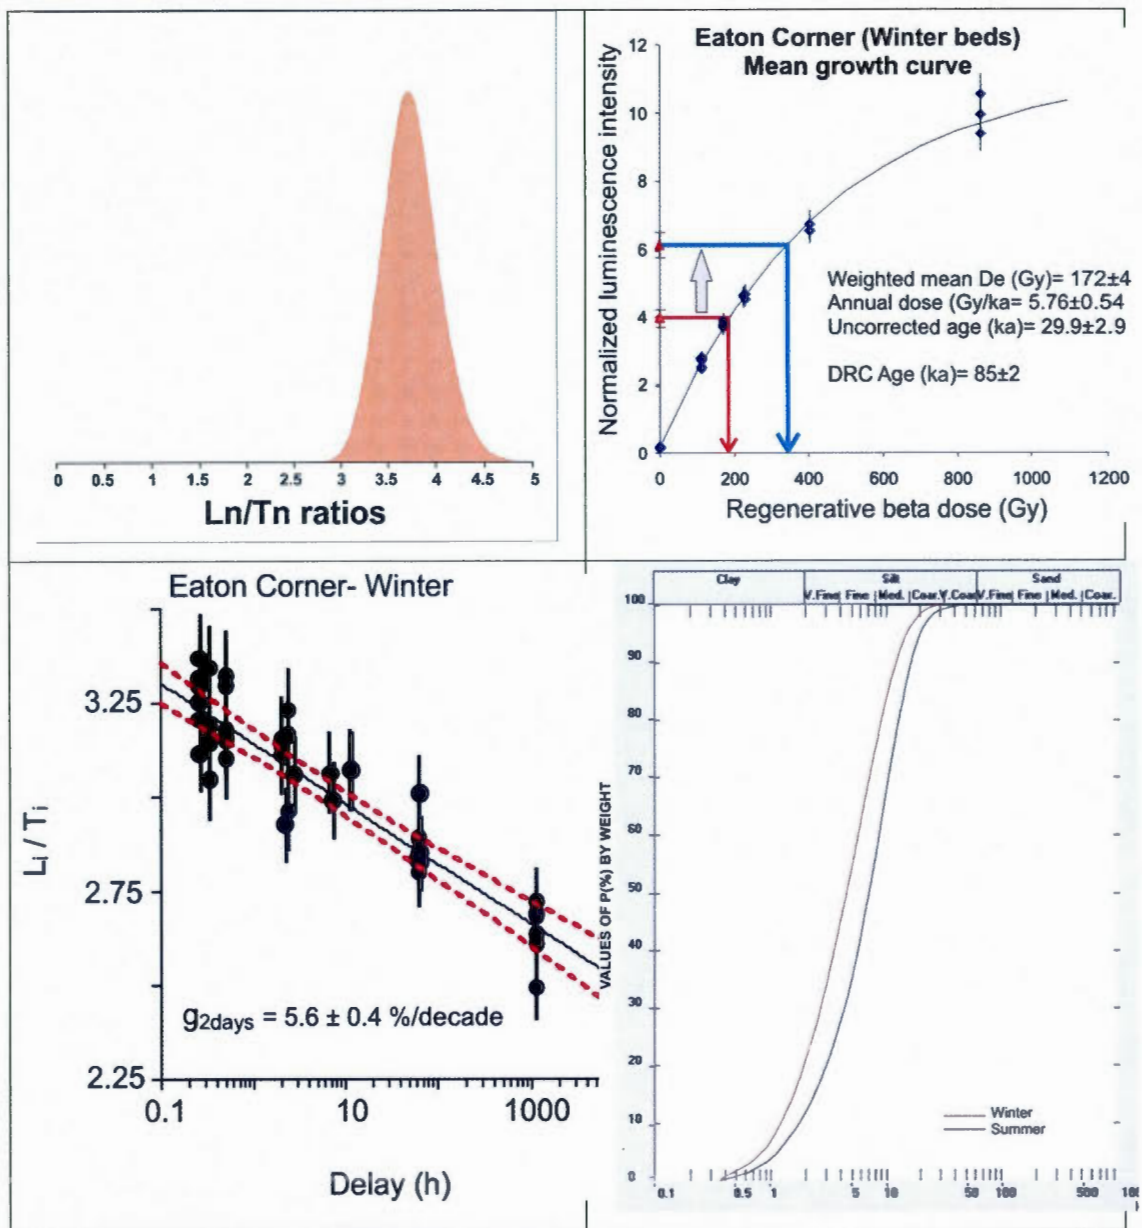 0 0.5 1 1.5 2 2.5 3 3.5 4 4.5 5
Ln/Tn ratios
Eaton Corner (Winter beds)
Mean growth curve
Normalized luminescence intensity
12
10
8
6
4
2
0
Weighted mean De (Gy)= 172±4
Annual dose (Gy/ka= 5.76±0.54
Uncorrected age (ka)= 29.9±2.9
DRC Age (ka)= 85±2
0 200 400 600 800 1000 1200
Regenerative beta dose (Gy)
Eaton Corner- Winter
Li / Ti
3.25
2.75
2.25
g2days = 5.6 ± 0.4 %/decade
0.1 10 1000
Delay (h)
Clay Silt Sand
V.Fine Fine Med. Coar. V.Coar V.Fine Fine Med. Coar.
VALUES OF P(%) BY WEIGHT
100
90
80
70
60
50
40
30
20
10
0
Winter
Summer
0.1 0.5 1 5 10 50 100 500